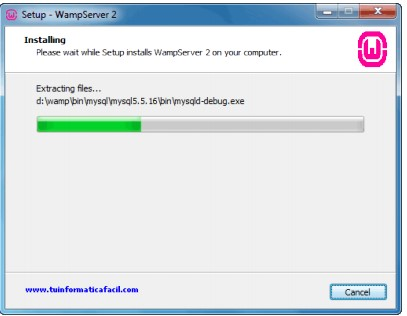 Setup - WampServer 2
Installing
Please wait while Setup installs WampServer 2 on your computer.
Extracting files...
d:\wamp\bin\mysql\mysql5.5.16\bin\mysqld-debug.exe
www.tuinformaticafacil.com
Cancel